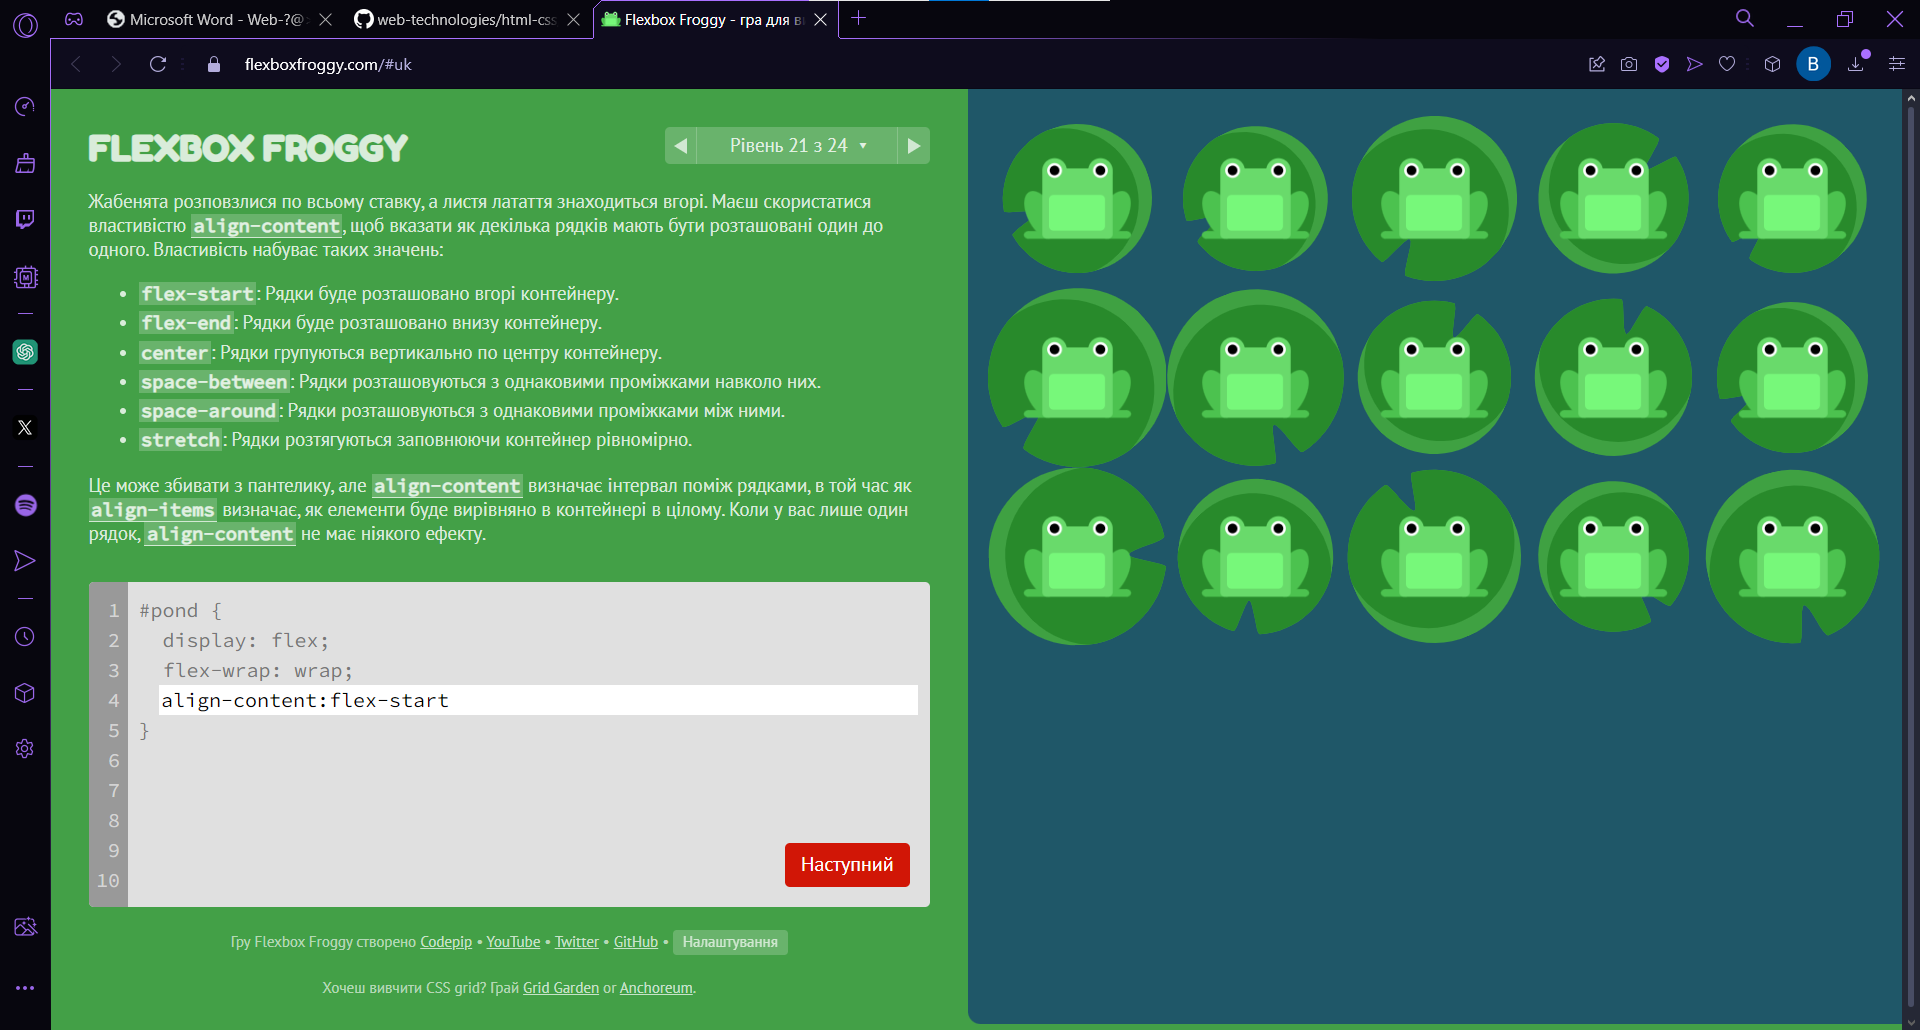 Microsoft Word - Web-?@
web-technologies/html-css
Flexbox Froggy - гра для в
flexboxfroggy.com/#uk
B
FLEXBOX FROGGY
Рівень 21 з 24
Жабенята розповзлися по всьому ставку, а листя латаття знаходиться вгорі. Маєш скористатися
властивістю align-content, щоб вказати як декілька рядків мають бути розташовані один до
одного. Властивість набуває таких значень:
• flex-start: Рядки буде розташовано вгорі контейнеру.
• flex-end: Рядки буде розташовано внизу контейнеру.
• center: Рядки групуються вертикально по центру контейнеру.
• space-between: Рядки розташовуються з однаковими проміжками навколо них.
• space-around: Рядки розташовуються з однаковими проміжками між ними.
• stretch: Рядки розтягуються заповнюючи контейнер рівномірно.
Це може збивати з пантелику, але align-content визначає інтервал поміж рядками, в той час як
align-items визначає, як елементи буде вирівняно в контейнері в цілому. Коли у вас лише один
рядок, align-content не має ніякого ефекту.
1 #pond {
2 display: flex;
3 flex-wrap: wrap;
4 align-content:flex-start
5 }
6
7
8
9
10
Наступний
Гру Flexbox Froggy створено Codepip • YouTube • Twitter • GitHub • Налаштування
Хочеш вивчити CSS grid? Грай Grid Garden or Anchoreum.